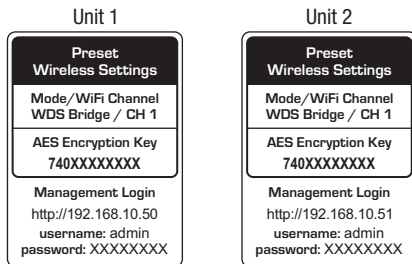 Unit 1
Preset
Wireless Settings
Mode/WiFi Channel
WDS Bridge / CH 1
AES Encryption Key
740XXXXXXXX
Management Login
http://192.168.10.50
username: admin
password: XXXXXXXX
Unit 2
Preset
Wireless Settings
Mode/WiFi Channel
WDS Bridge / CH 1
AES Encryption Key
740XXXXXXXX
Management Login
http://192.168.10.51
username: admin
password: XXXXXXXX